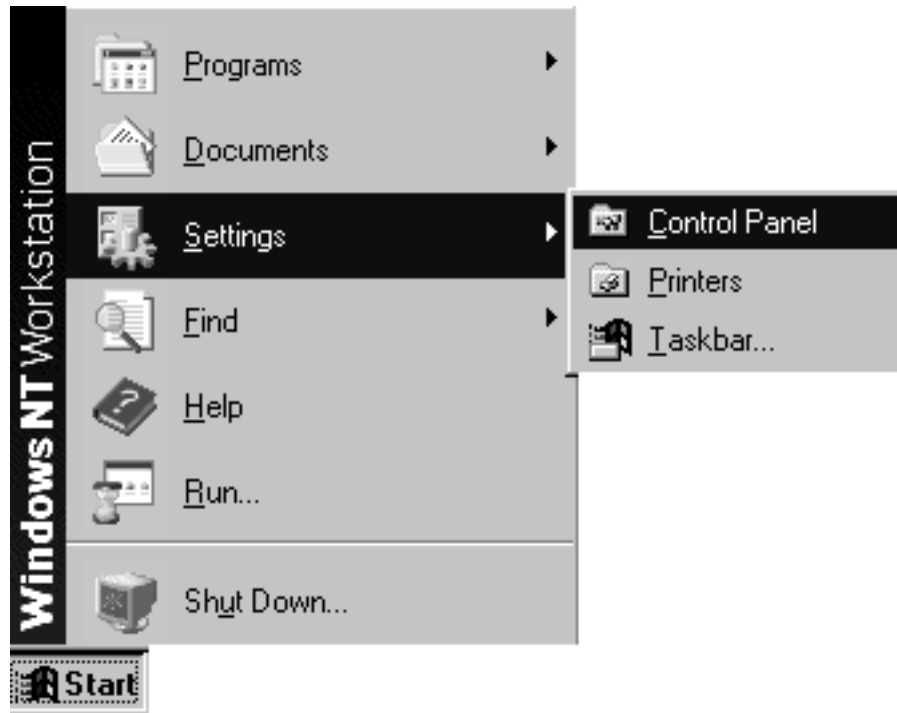 Programs
Documents
Settings
Control Panel
Printers
Taskbar...
Find
Help
Run...
Shut Down...
Windows NT Workstation
Start